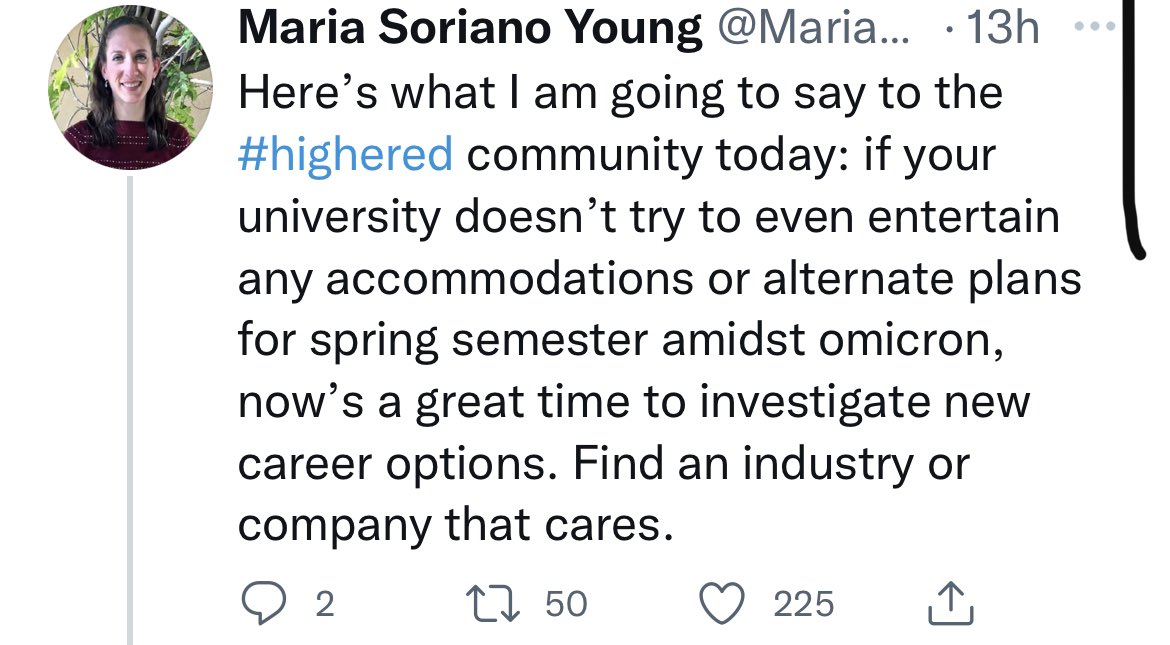 Maria Soriano Young @Maria... · 13h
Here’s what I am going to say to the
#highered community today: if your
university doesn’t try to even entertain
any accommodations or alternate plans
for spring semester amidst omicron,
now’s a great time to investigate new
career options. Find an industry or
company that cares.
2 50 225